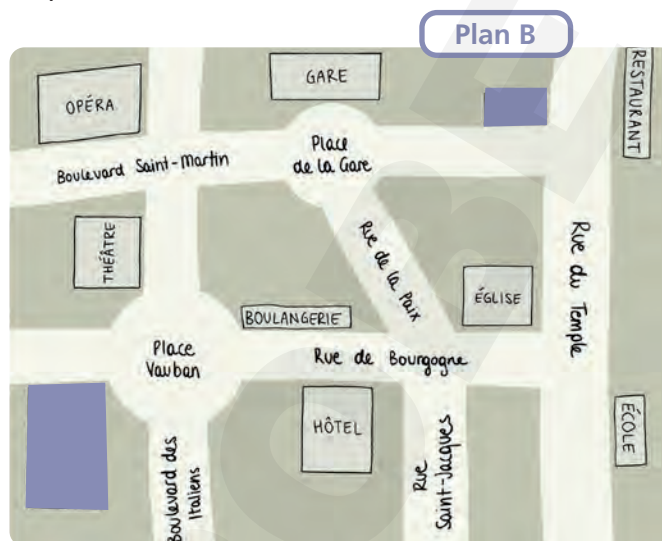 Plan B
OPÉRA
GARE
RESTAURANT
Boulevard Saint-Martin
Place
de la Gare
THÉÂTRE
Rue de la Paix
ÉGLISE
Rue du Temple
BOULANGERIE
Place
Vauban
Rue de Bourgogne
HÔTEL
ÉCOLE
Boulevard des
Italiens
Rue
Saint-Jacques